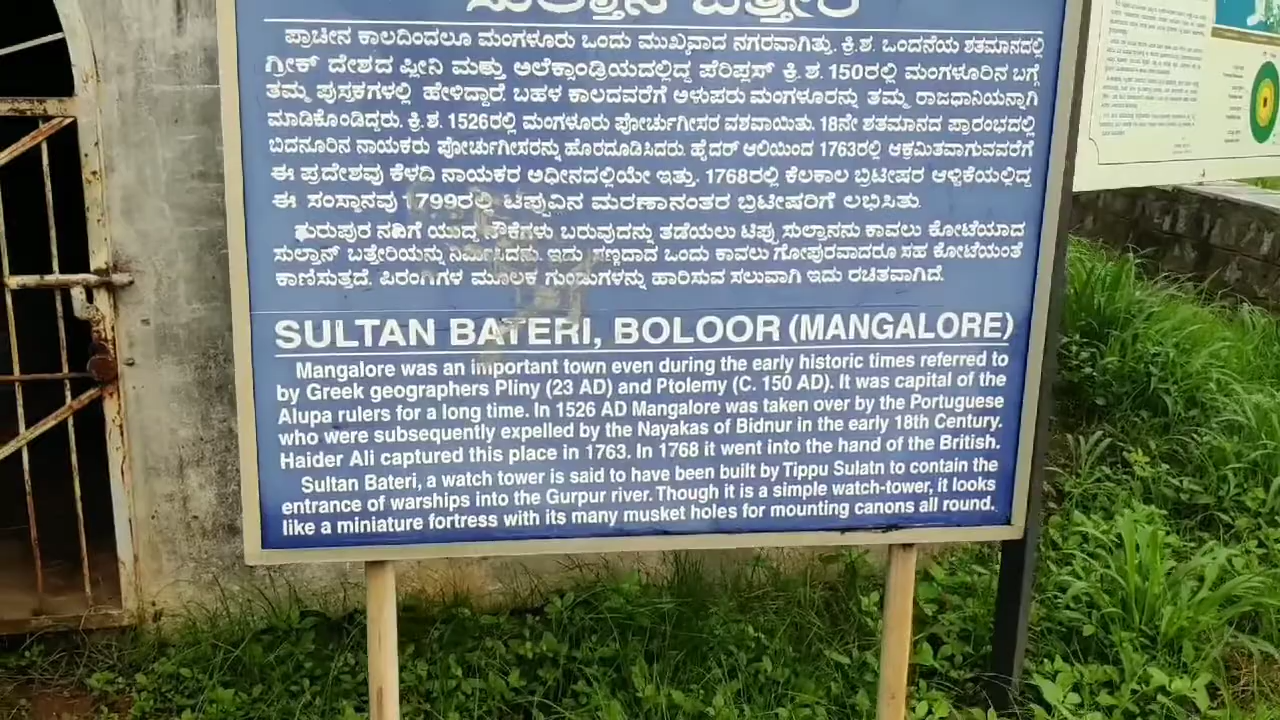 ಸುಲ್ತಾನ್ ಬತ್ತೇರಿ
ಪ್ರಾಚೀನ ಕಾಲದಿಂದಲೂ ಮಂಗಳೂರು ಒಂದು ಮುಖ್ಯವಾದ ನಗರವಾಗಿತ್ತು. ಕ್ರಿ.ಶ. ಒಂದನೆಯ ಶತಮಾನದಲ್ಲಿ
ಗ್ರೀಕ್ ದೇಶದ ಪ್ಲೀನಿ ಮತ್ತು ಅಲೆಕ್ಸಾಂಡ್ರಿಯದಲ್ಲಿದ್ದ ಪೆರಿಪ್ಲಸ್ ಕ್ರಿ.ಶ. 150ರಲ್ಲಿ ಮಂಗಳೂರಿನ ಬಗ್ಗೆ
ತಮ್ಮ ಪುಸ್ತಕಗಳಲ್ಲಿ ಹೇಳಿದ್ದಾರೆ. ಬಹಳ ಕಾಲದವರೆಗೆ ಅಳುಪರು ಮಂಗಳೂರನ್ನು ತಮ್ಮ ರಾಜಧಾನಿಯನ್ನಾಗಿ
ಮಾಡಿಕೊಂಡಿದ್ದರು. ಕ್ರಿ.ಶ. 1526ರಲ್ಲಿ ಮಂಗಳೂರು ಪೋರ್ಚುಗೀಸರ ವಶವಾಯಿತು. 18ನೇ ಶತಮಾನದ ಪ್ರಾರಂಭದಲ್ಲಿ
ಬಿದನೂರಿನ ನಾಯಕರು ಪೋರ್ಚುಗೀಸರನ್ನು ಹೊರದೂಡಿಸಿದರು. ಹೈದರ್ ಆಲಿಯಿಂದ 1763ರಲ್ಲಿ ಆಕ್ರಮಿತವಾಗುವವರೆಗೆ
ಈ ಪ್ರದೇಶವು ಕೆಳದಿ ನಾಯಕರ ಅಧೀನದಲ್ಲಿಯೇ ಇತ್ತು. 1768ರಲ್ಲಿ ಕೆಲಕಾಲ ಬ್ರಿಟೀಷರ ಆಳ್ವಿಕೆಯಲ್ಲಿದ್ದ
ಈ ಸಂಸ್ಥಾನವು 1799ರಲ್ಲಿ ಟಿಪ್ಪುವಿನ ಮರಣಾನಂತರ ಬ್ರಿಟೀಷರಿಗೆ ಲಭಿಸಿತು.
ಗುರುಪುರ ನದಿಗೆ ಯುದ್ಧ ನೌಕೆಗಳು ಬರುವುದನ್ನು ತಡೆಯಲು ಟಿಪ್ಪು ಸುಲ್ತಾನನು ಕಾವಲು ಕೋಟೆಯಾದ
ಸುಲ್ತಾನ್ ಬತ್ತೇರಿಯನ್ನು ನಿರ್ಮಿಸಿದನು. ಇದು ಸಣ್ಣದಾದ ಒಂದು ಕಾವಲು ಗೋಪುರವಾದರೂ ಸಹ ಕೋಟೆಯಂತೆ
ಕಾಣಿಸುತ್ತದೆ. ಪಿರಂಗಿಗಳ ಮೂಲಕ ಗುಂಡುಗಳನ್ನು ಹಾರಿಸುವ ಸಲುವಾಗಿ ಇದು ರಚಿತವಾಗಿದೆ.
SULTAN BATERI, BOLOOR (MANGALORE)
Mangalore was an important town even during the early historic times referred to
by Greek geographers Pliny (23 AD) and Ptolemy (C. 150 AD). It was capital of the
Alupa rulers for a long time. In 1526 AD Mangalore was taken over by the Portuguese
who were subsequently expelled by the Nayakas of Bidnur in the early 18th Century.
Haider Ali captured this place in 1763. In 1768 it went into the hand of the British.
Sultan Bateri, a watch tower is said to have been built by Tippu Sulatn to contain the
entrance of warships into the Gurpur river. Though it is a simple watch-tower, it looks
like a miniature fortress with its many musket holes for mounting canons all round.